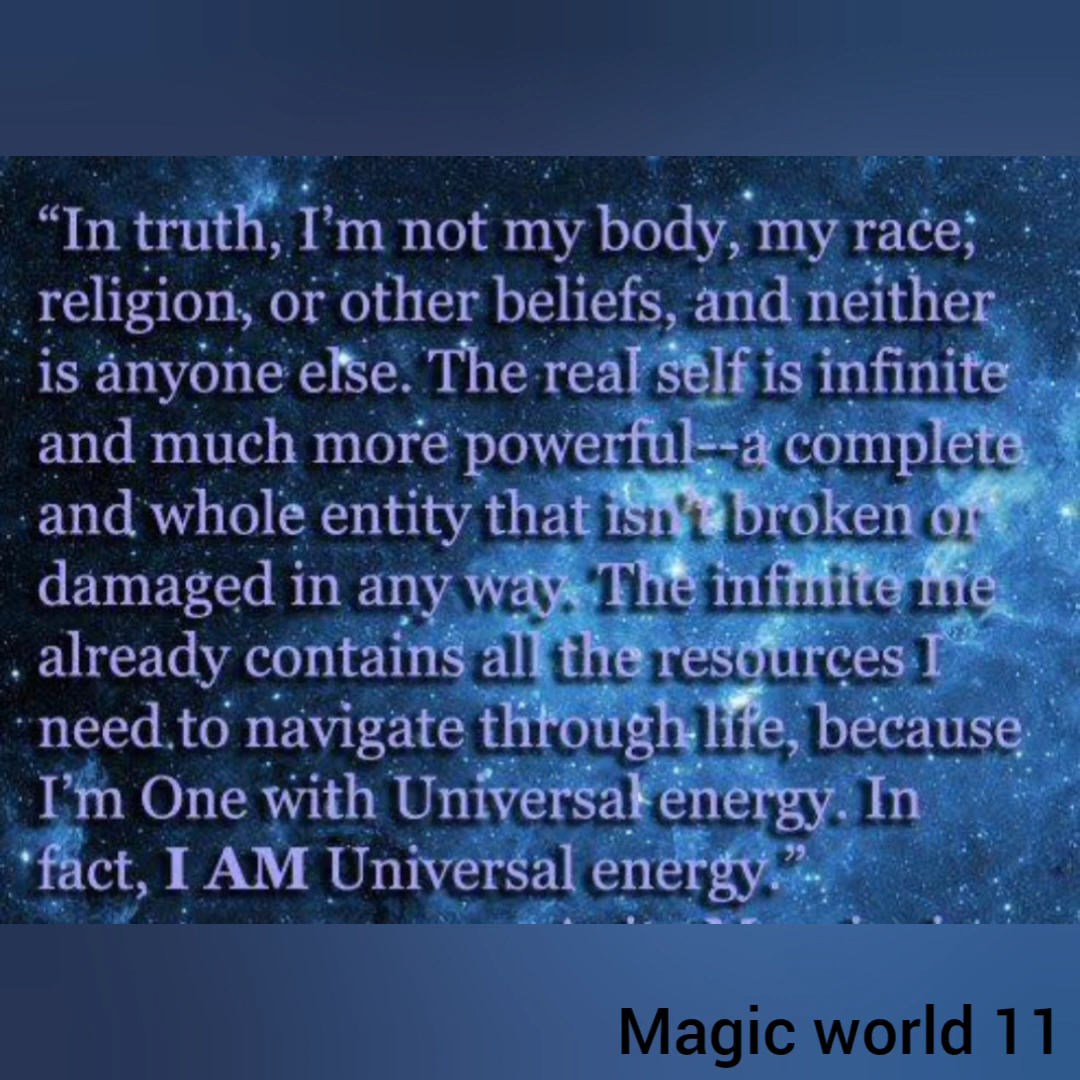 “In truth, I’m not my body, my race,
religion, or other beliefs, and neither
is anyone else. The real self is infinite
and much more powerful--a complete
and whole entity that isn’t broken or
damaged in any way. The infinite me
already contains all the resources I
need to navigate through life, because
I’m One with Universal energy. In
fact, I AM Universal energy.”
Magic world 11